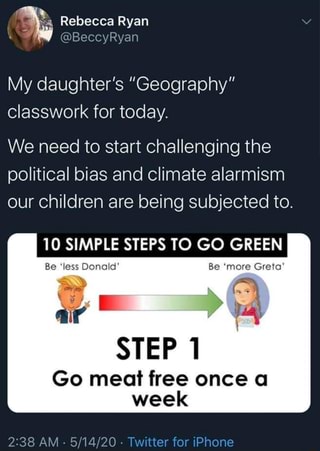 Rebecca Ryan
@BeccyRyan
My daughter's "Geography"
classwork for today.
We need to start challenging the
political bias and climate alarmism
our children are being subjected to.
10 SIMPLE STEPS TO GO GREEN
Be 'less Donald' Be 'more Greta'
STEP 1
Go meat free once a
week
2:38 AM · 5/14/20 · Twitter for iPhone